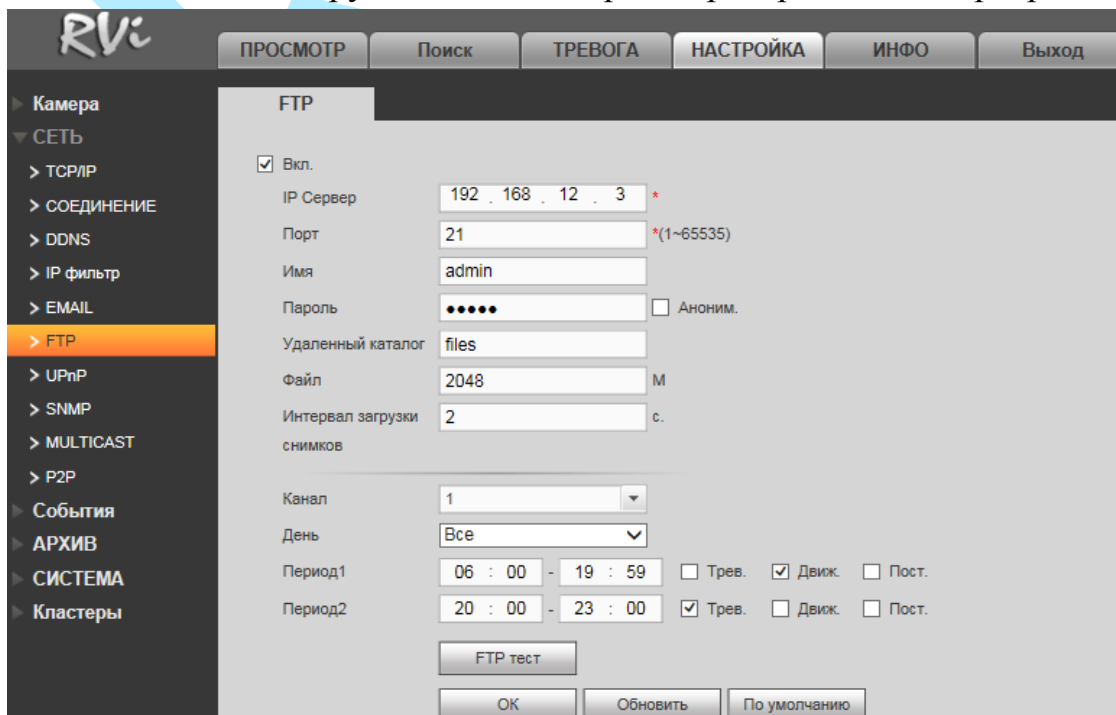 RVi
ПРОСМОТР Поиск ТРЕВОГА НАСТРОЙКА ИНФО Выход
Камера
СЕТЬ
> TCP/IP
> СОЕДИНЕНИЕ
> DDNS
> IP фильтр
> EMAIL
> FTP
> UPnP
> SNMP
> MULTICAST
> P2P
События
АРХИВ
СИСТЕМА
Кластеры
FTP
Вкл.
IP Сервер 192 . 168 . 12 . 3 *
Порт 21 *(1~65535)
Имя admin
Пароль ●●●●● Аноним.
Удаленный каталог files
Файл 2048 М
Интервал загрузки снимков 2 с.
Канал 1
День Все
Период1 06 : 00 - 19 : 59 Трев. Движ. Пост.
Период2 20 : 00 - 23 : 00 Трев. Движ. Пост.
FTP тест
ОК Обновить По умолчанию